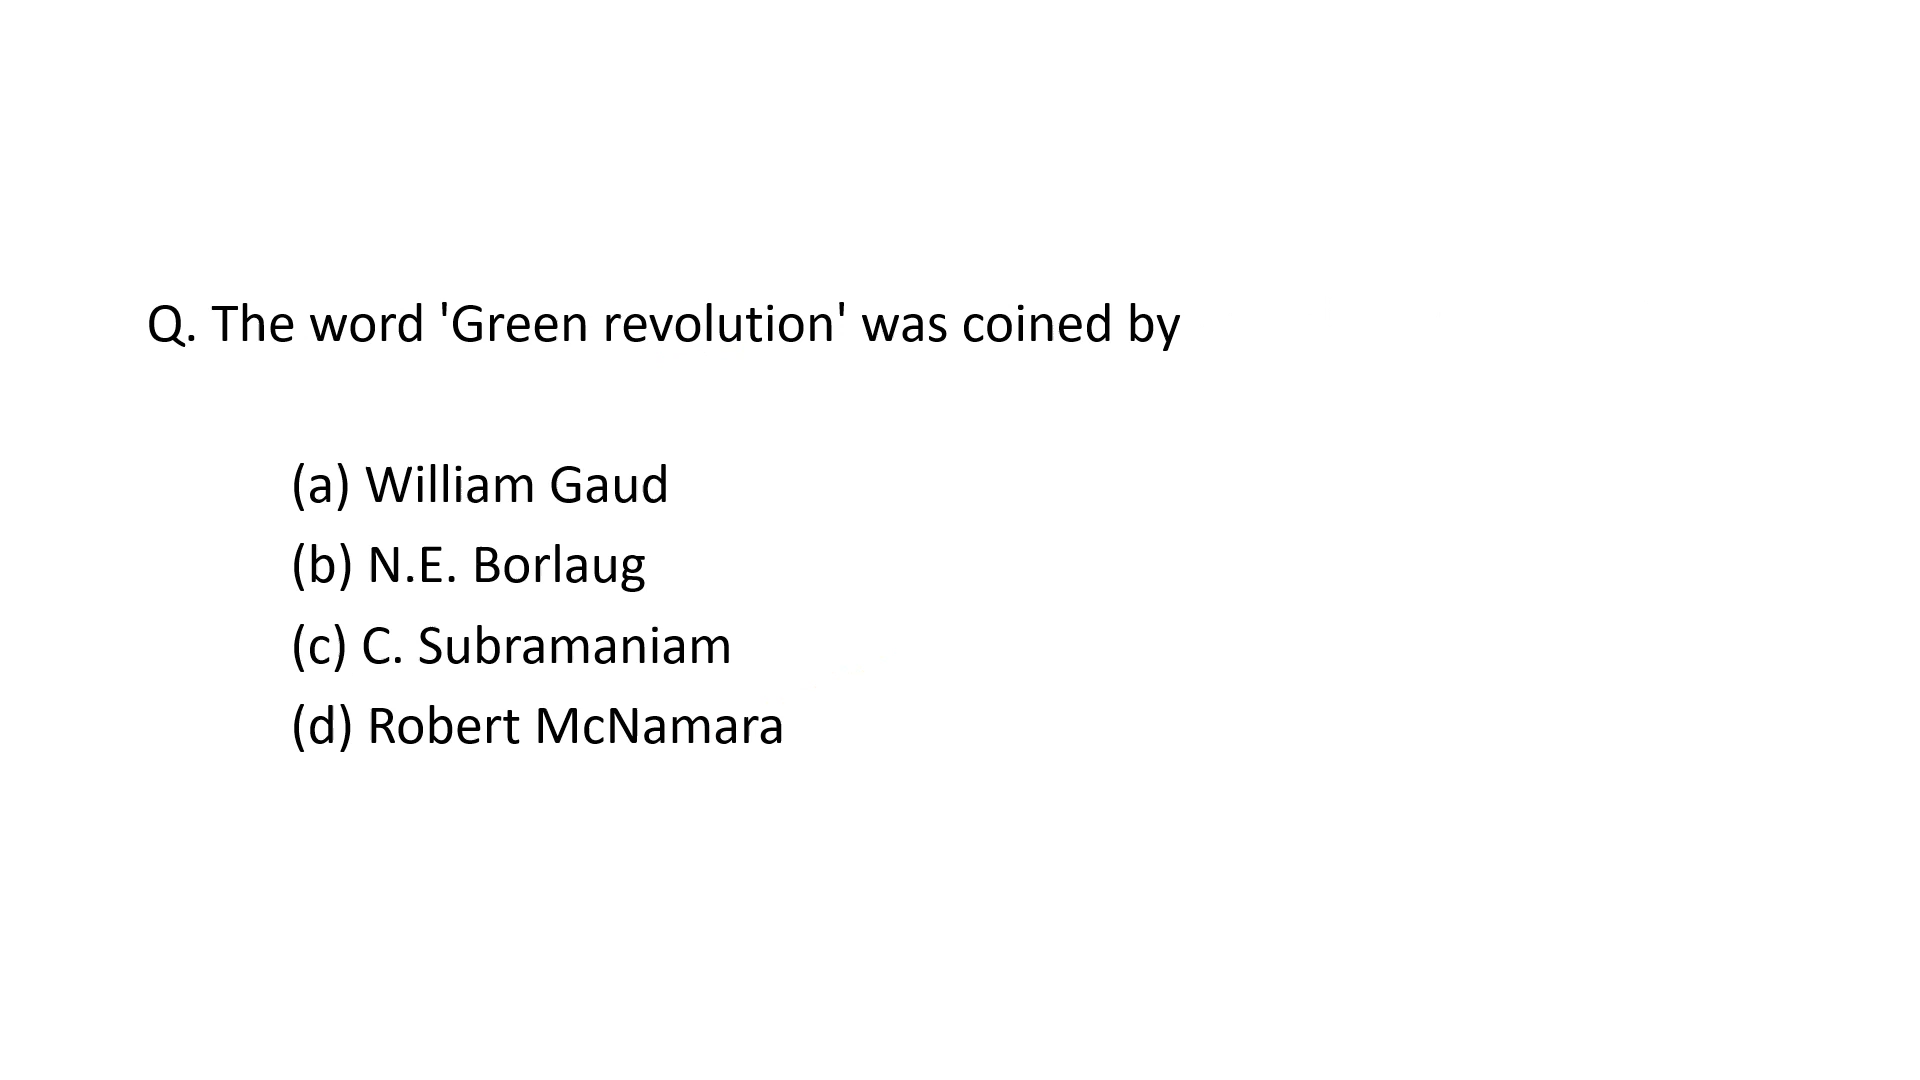 Q. The word 'Green revolution' was coined by
(a) William Gaud
(b) N.E. Borlaug
(c) C. Subramaniam
(d) Robert McNamara